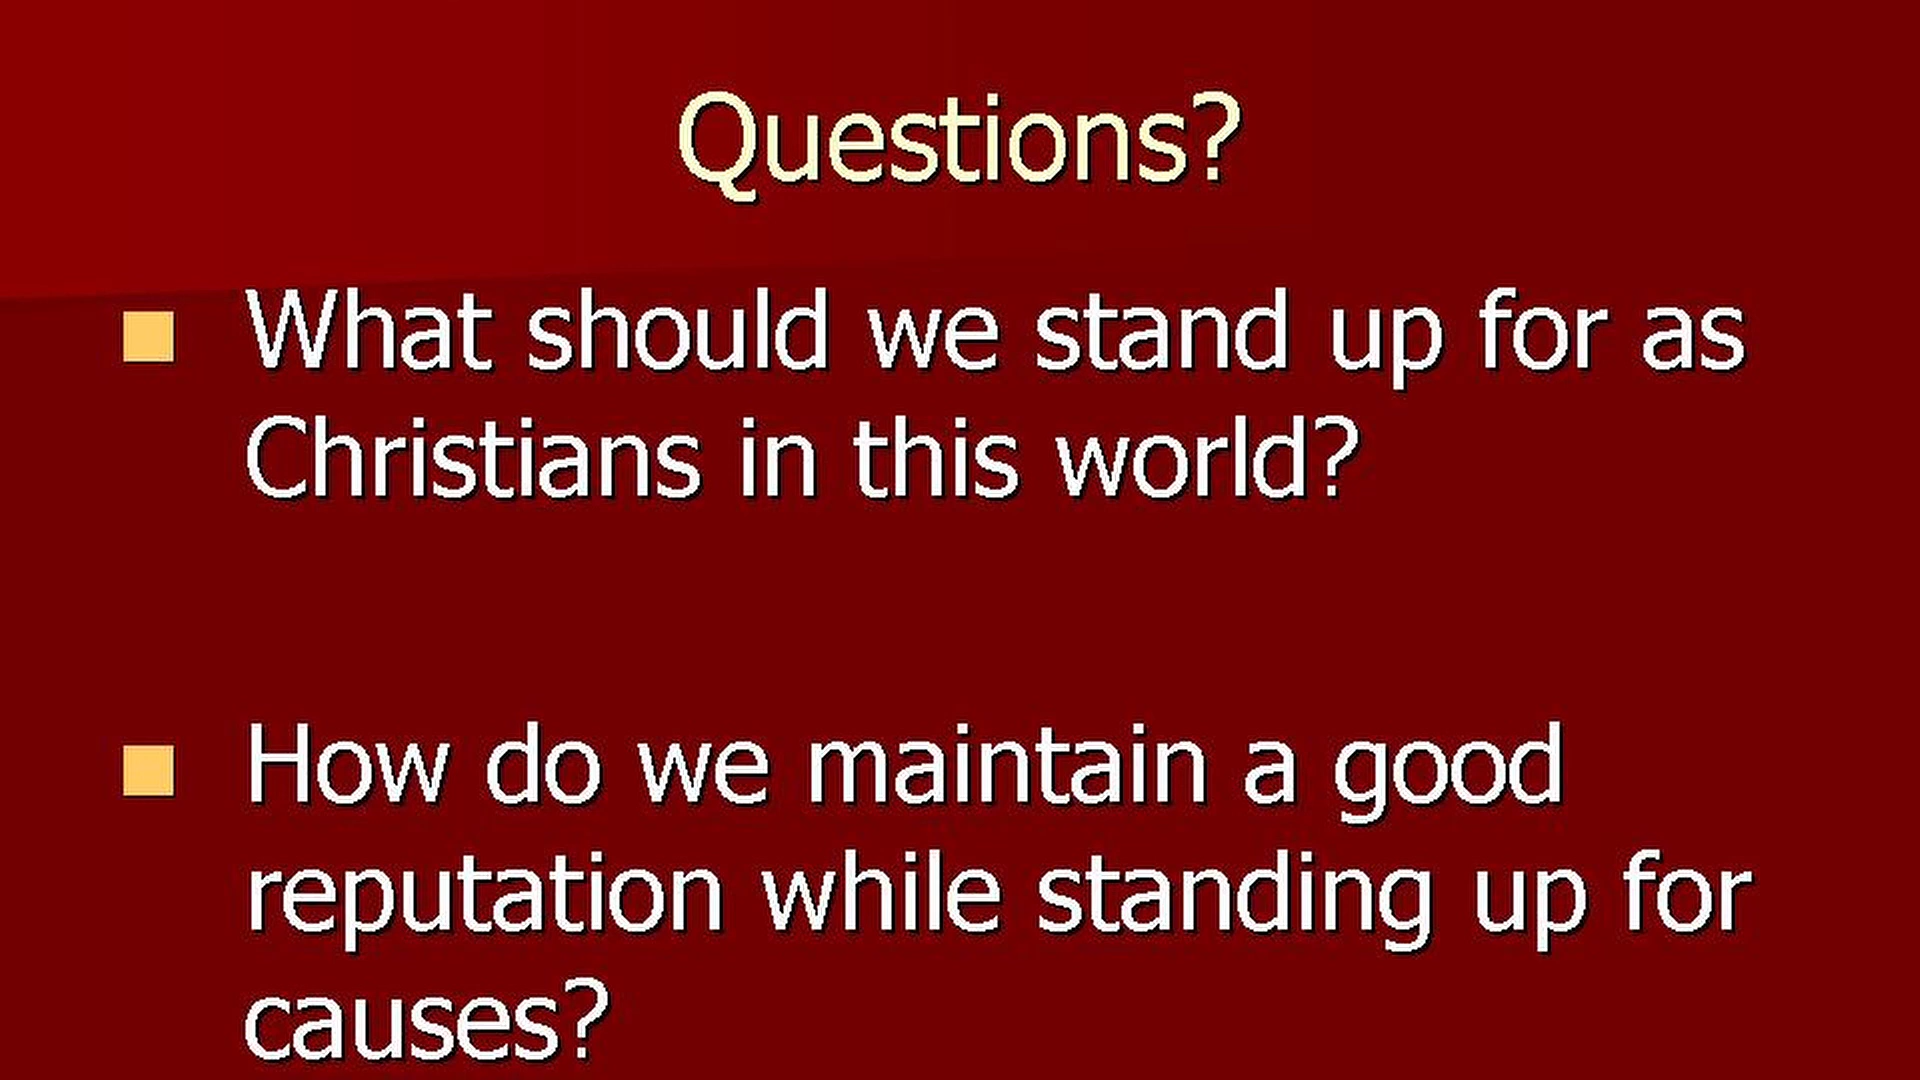 Questions?
What should we stand up for as
Christians in this world?
How do we maintain a good
reputation while standing up for
causes?